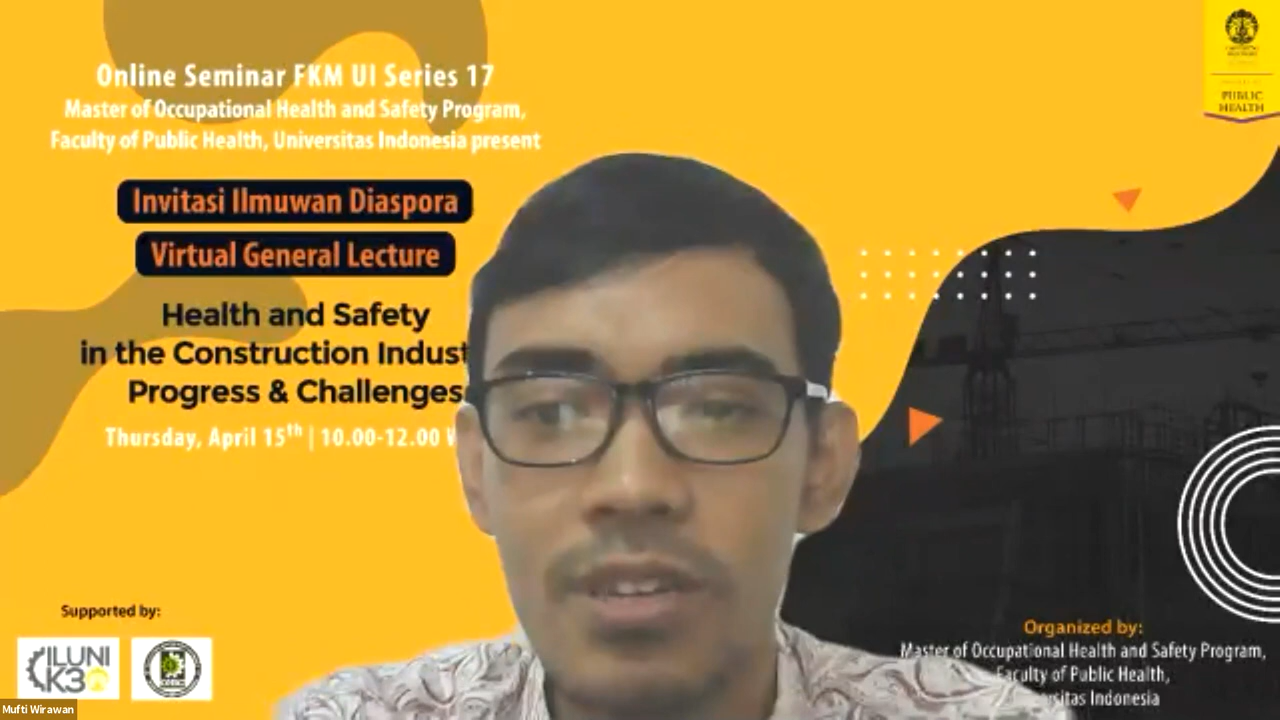 Online Seminar FKM UI Series 17
Master of Occupational Health and Safety Program,
Faculty of Public Health, Universitas Indonesia present
Invitasi Ilmuwan Diaspora
Virtual General Lecture
Health and Safety
in the Construction Indust
Progress & Challenges
Thursday, April 15th | 10.00-12.00 W
PUBLIC
HEALTH
Supported by:
ILUNI
K3
Organized by:
Master of Occupational Health and Safety Program,
Faculty of Public Health,
sitas Indonesia
Mufti Wirawan